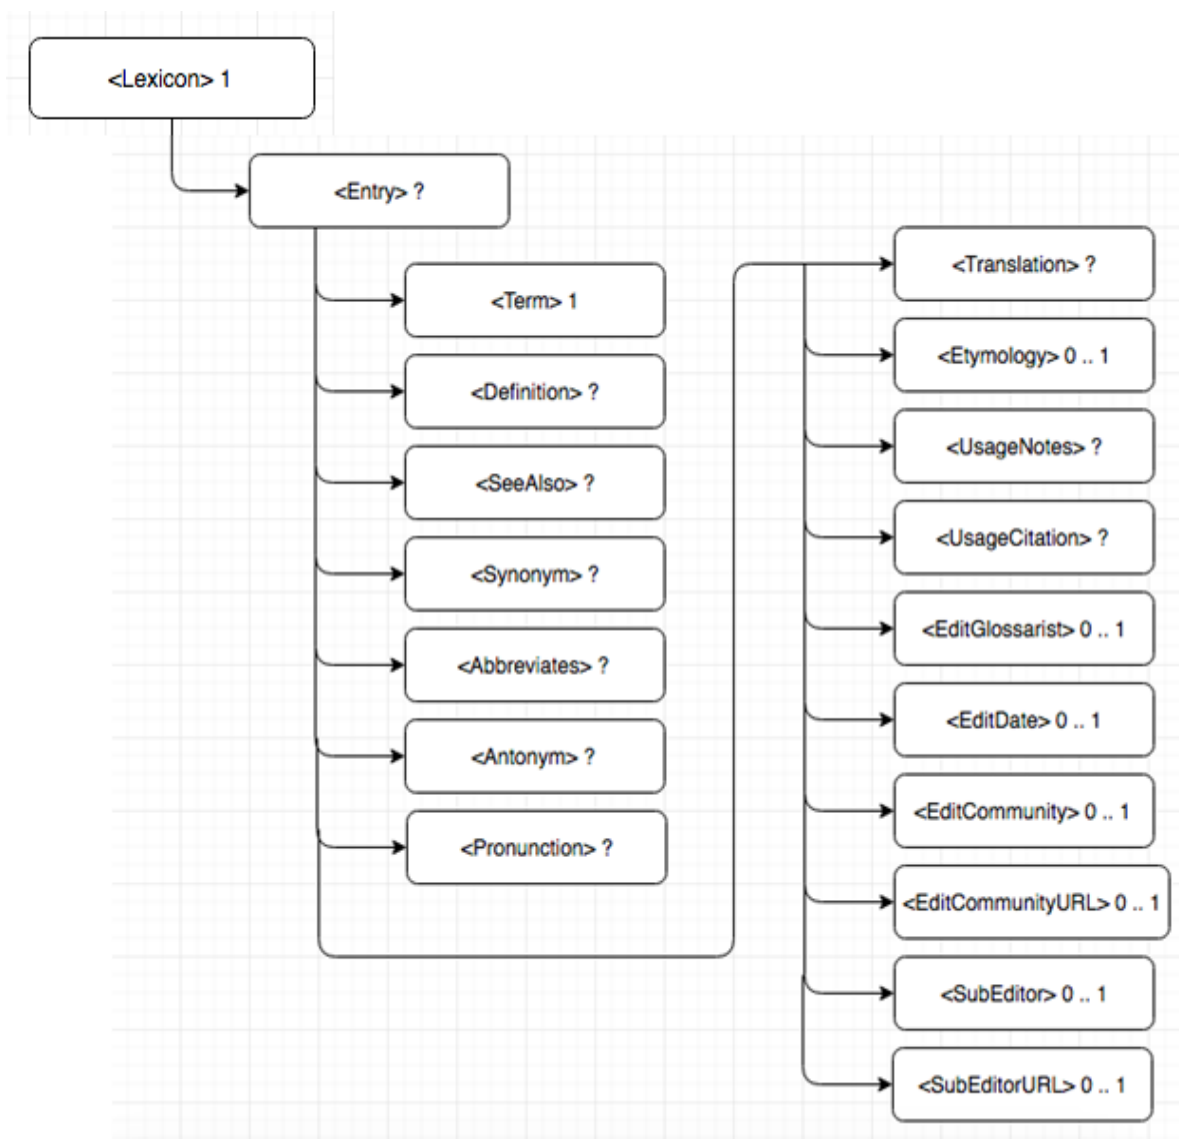 <Lexicon> 1
<Entry> ?
<Term> 1
<Definition> ?
<SeeAlso> ?
<Synonym> ?
<Abbreviates> ?
<Antonym> ?
<Pronunction> ?
<Translation> ?
<Etymology> 0 .. 1
<UsageNotes> ?
<UsageCitation> ?
<EditGlossarist> 0 .. 1
<EditDate> 0 .. 1
<EditCommunity> 0 .. 1
<EditCommunityURL> 0 .. 1
<SubEditor> 0 .. 1
<SubEditorURL> 0 .. 1